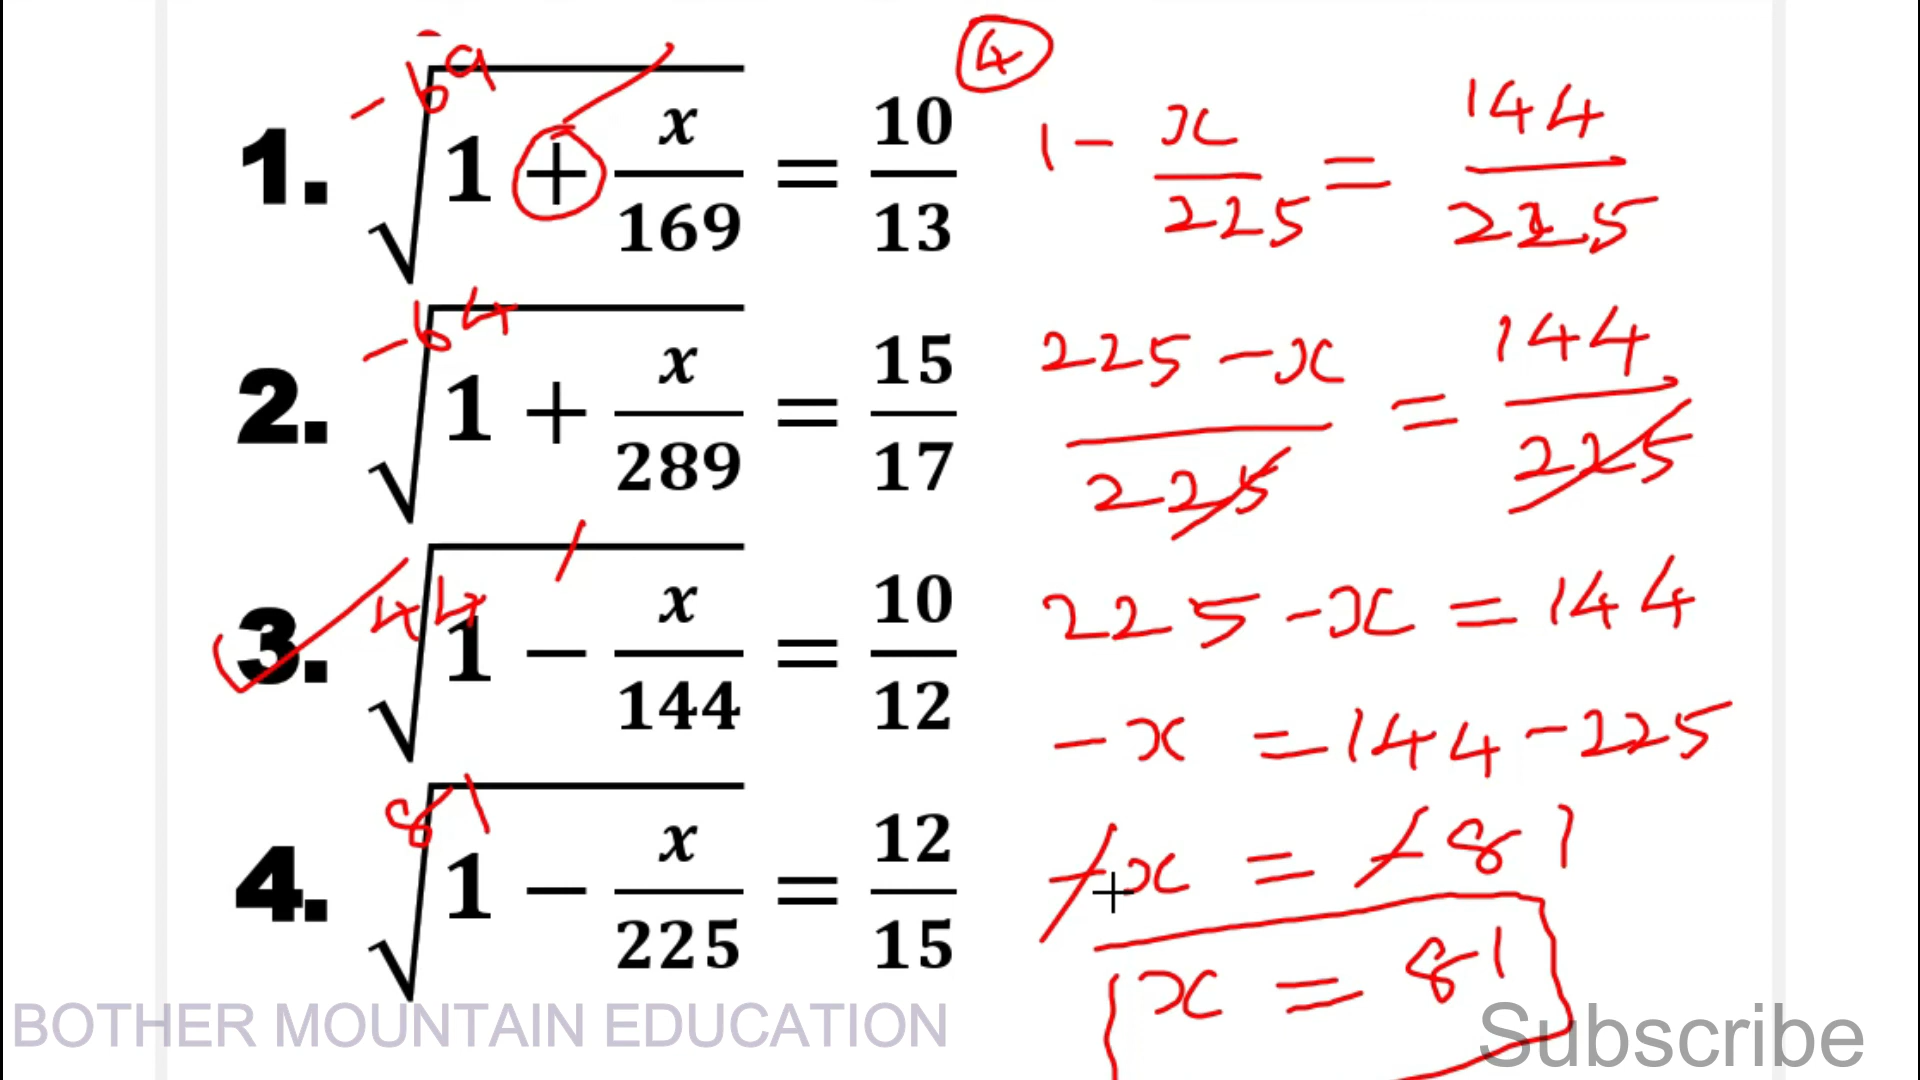 1. √(1 + x/169) = 10/13
-69
2. √(1 + x/289) = 15/17
-64
3. √(1 - x/144) = 10/12
44
4. √(1 - x/225) = 12/15
81
4
1 - x/225 = 144/225
225 - x/225 = 144/225
225 - x = 144
-x = 144 - 225
-x = -81
x = 81
BOTHER MOUNTAIN EDUCATION
Subscribe